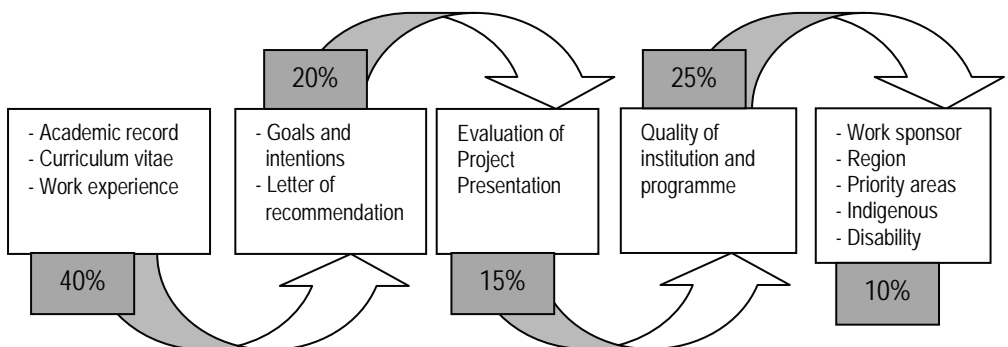 20%
25%
- Academic record
- Curriculum vitae
- Work experience
- Goals and
intentions
- Letter of
recommendation
Evaluation of
Project
Presentation
Quality of
institution and
programme
- Work sponsor
- Region
- Priority areas
- Indigenous
- Disability
40%
15%
10%